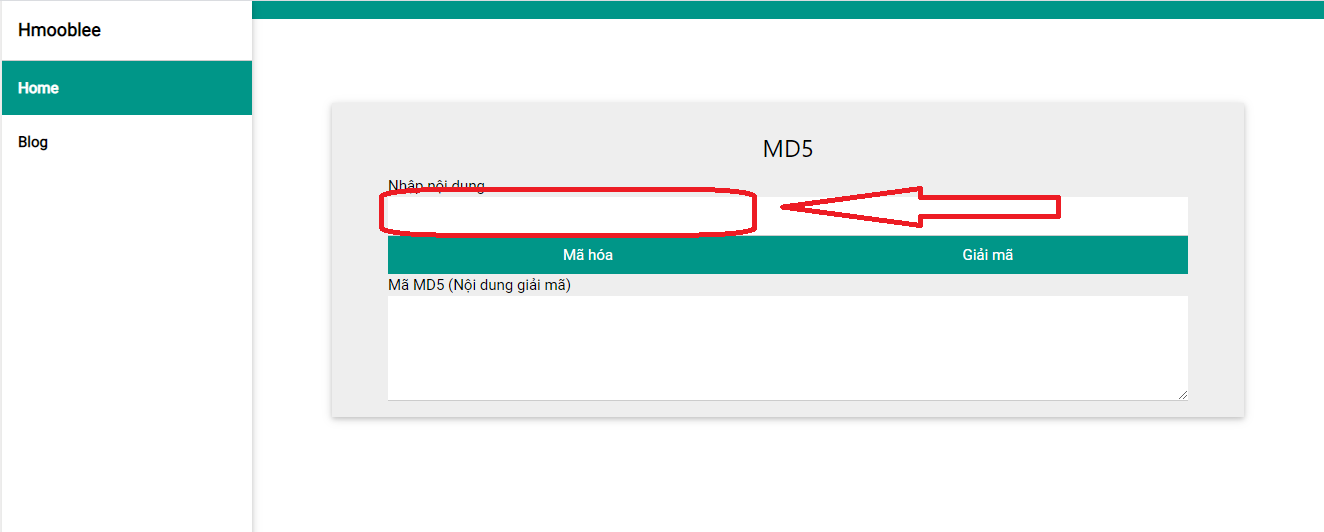 Hmooblee
Home
Blog
MD5
Nhập nội dung
Mã hóa
Giải mã
Mã MD5 (Nội dung giải mã)